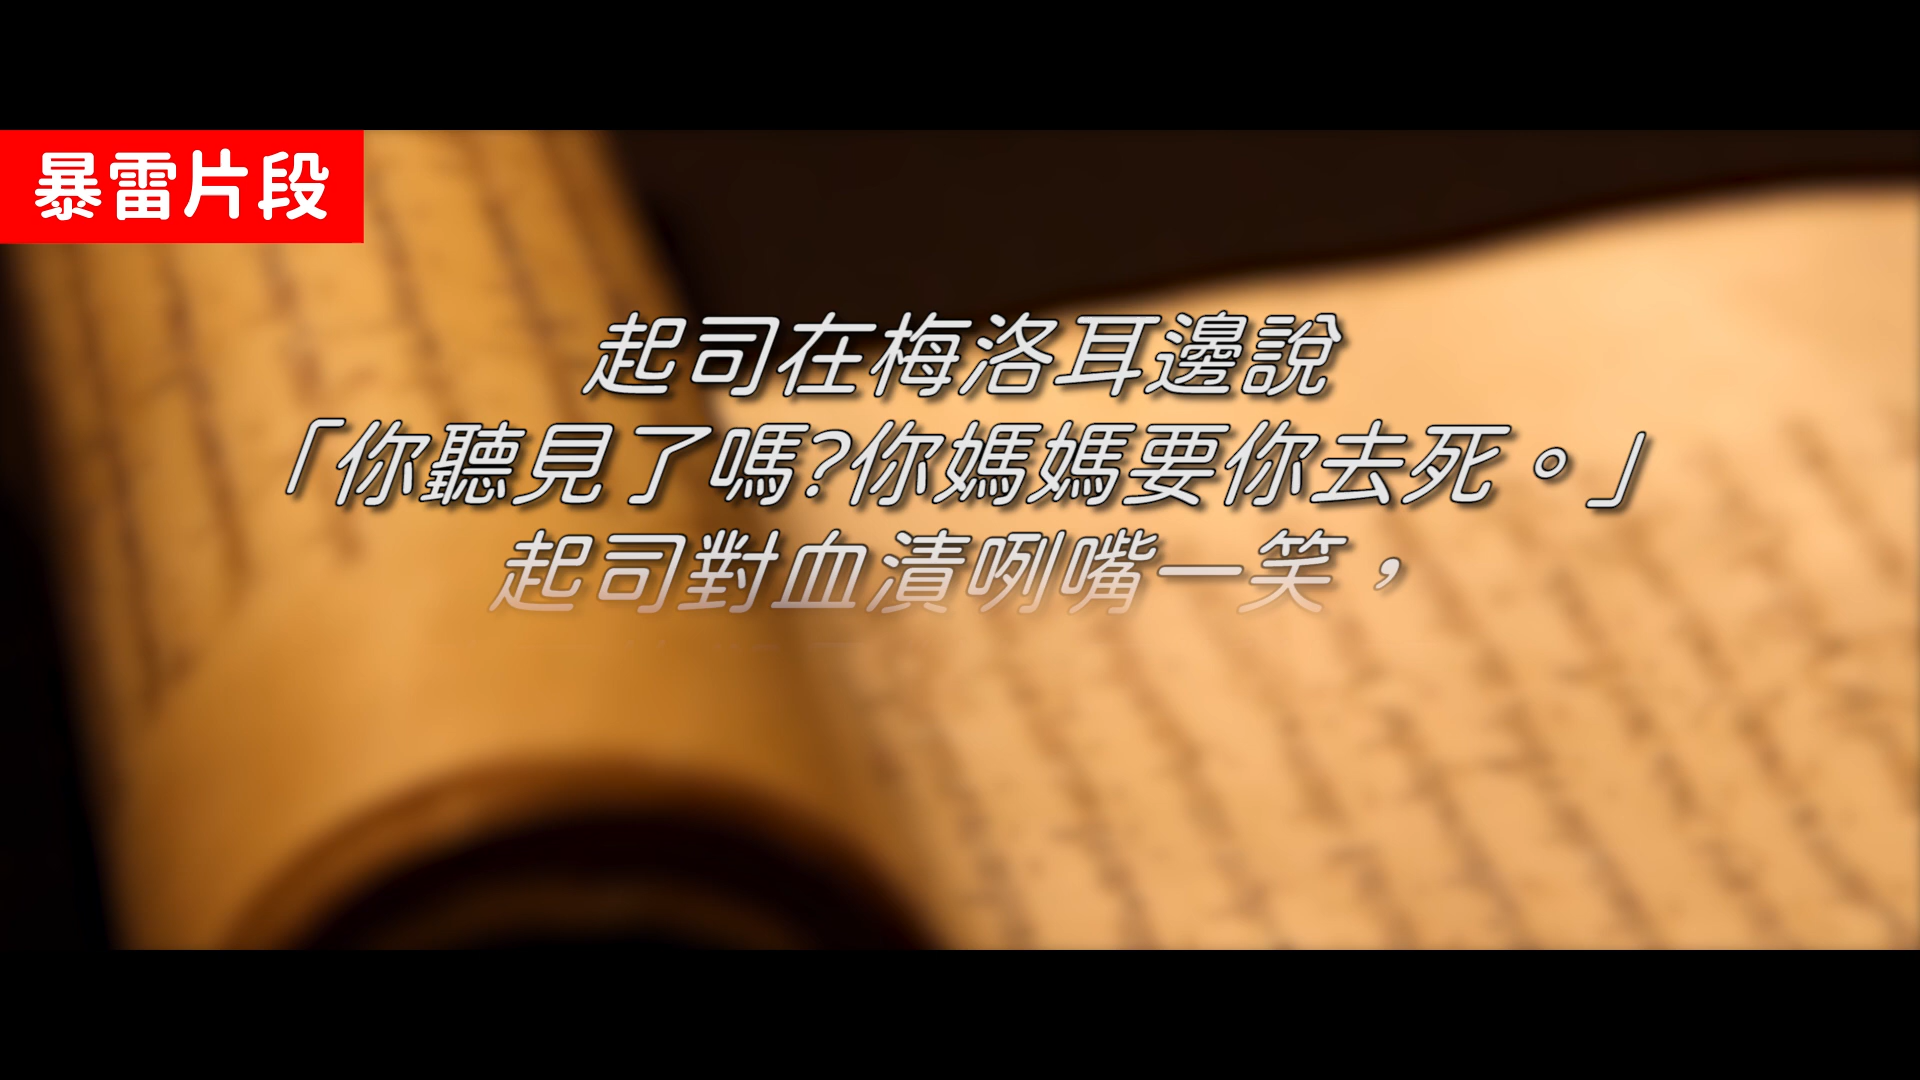 暴雷片段
起司在梅洛耳邊說
「你聽見了嗎?你媽媽要你去死。」
起司對血漬咧嘴一笑，